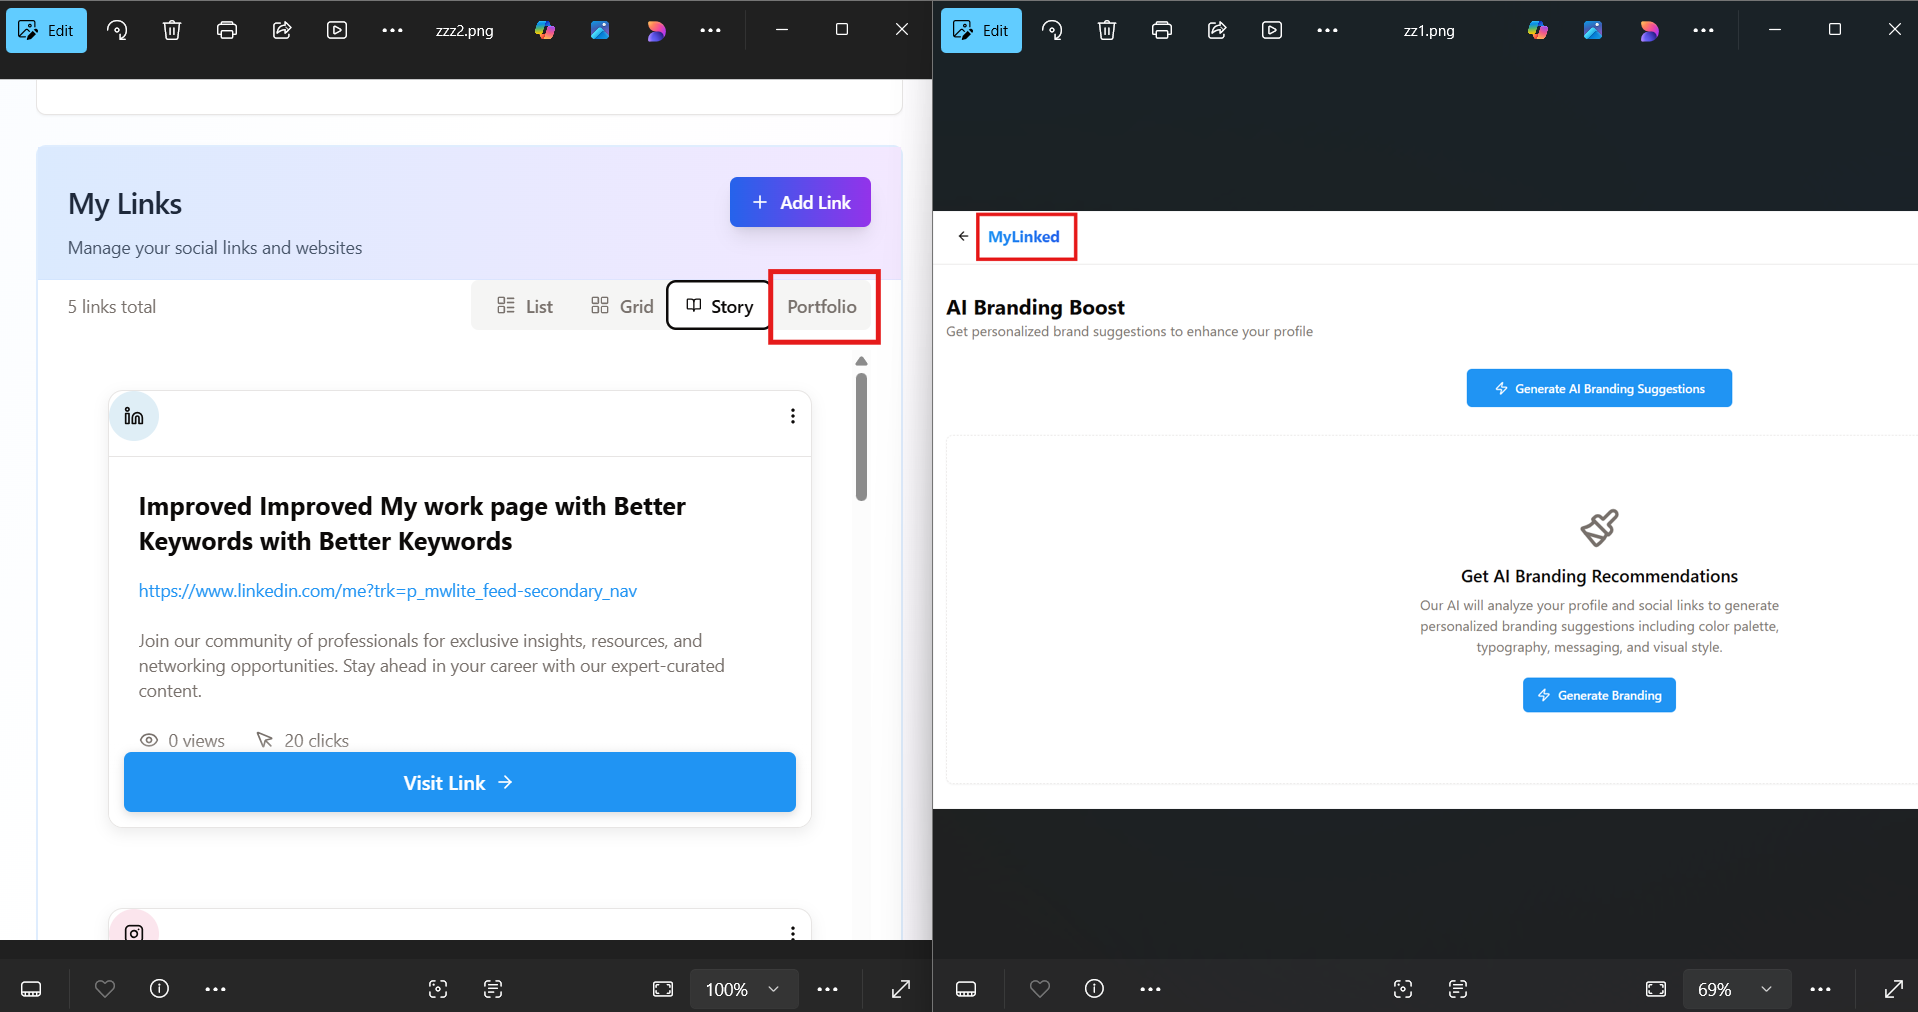 Edit
zzz2.png
My Links
Manage your social links and websites
Add Link
5 links total
List
Grid
Story
Portfolio
in
Improved Improved My work page with Better
Keywords with Better Keywords
https://www.linkedin.com/me?trk=p_mwlite_feed-secondary_nav
Join our community of professionals for exclusive insights, resources, and
networking opportunities. Stay ahead in your career with our expert-curated
content.
0 views
20 clicks
Visit Link →
100%
Edit
zz1.png
← MyLinked
AI Branding Boost
Get personalized brand suggestions to enhance your profile
Generate AI Branding Suggestions
Get AI Branding Recommendations
Our AI will analyze your profile and social links to generate
personalized branding suggestions including color palette,
typography, messaging, and visual style.
Generate Branding
69%